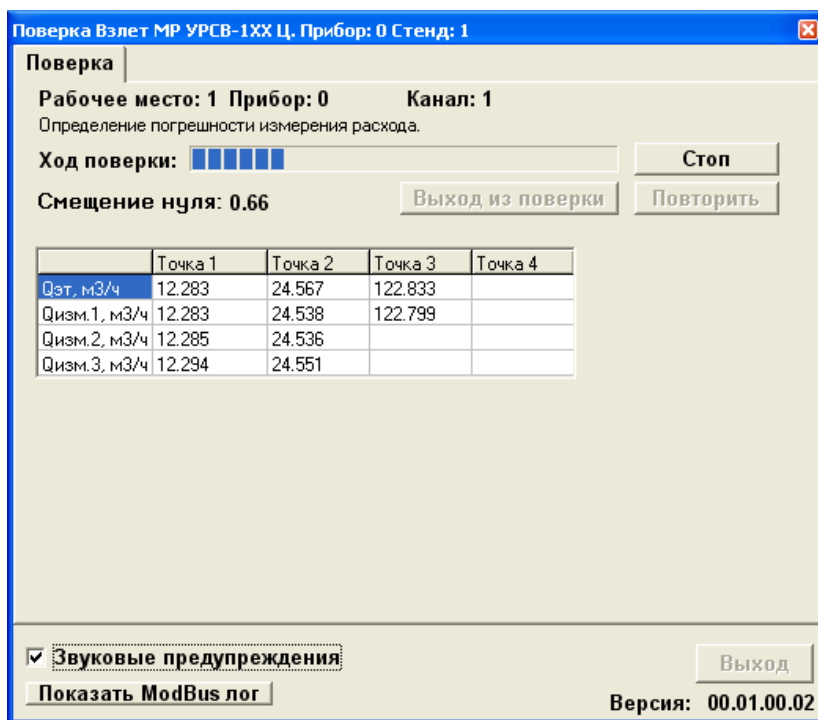 Поверка Взлет МР УРСВ-1XX Ц. Прибор: 0 Стенд: 1
Поверка
Рабочее место: 1 Прибор: 0 Канал: 1
Определение погрешности измерения расхода.
Ход поверки: Стоп
Смещение нуля: 0.66 Выход из поверки Повторить
Точка 1 Точка 2 Точка 3 Точка 4
Qэт, м3/ч 12.283 24.567 122.833
Qизм.1, м3/ч 12.283 24.538 122.799
Qизм.2, м3/ч 12.285 24.536
Qизм.3, м3/ч 12.294 24.551
Звуковые предупреждения
Выход
Показать ModBus лог
Версия: 00.01.00.02